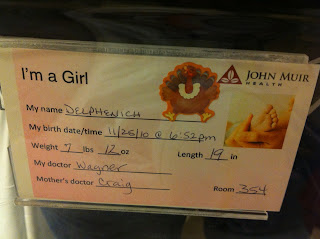 I'm a Girl
JOHN MUIR
HEALTH
My name DELPHENICH
My birth date/time 11/25/10 @ 6:52pm
Weight 7 lbs 12 oz Length 19 in
My doctor Wagner
Mother's doctor Craig
Room 354